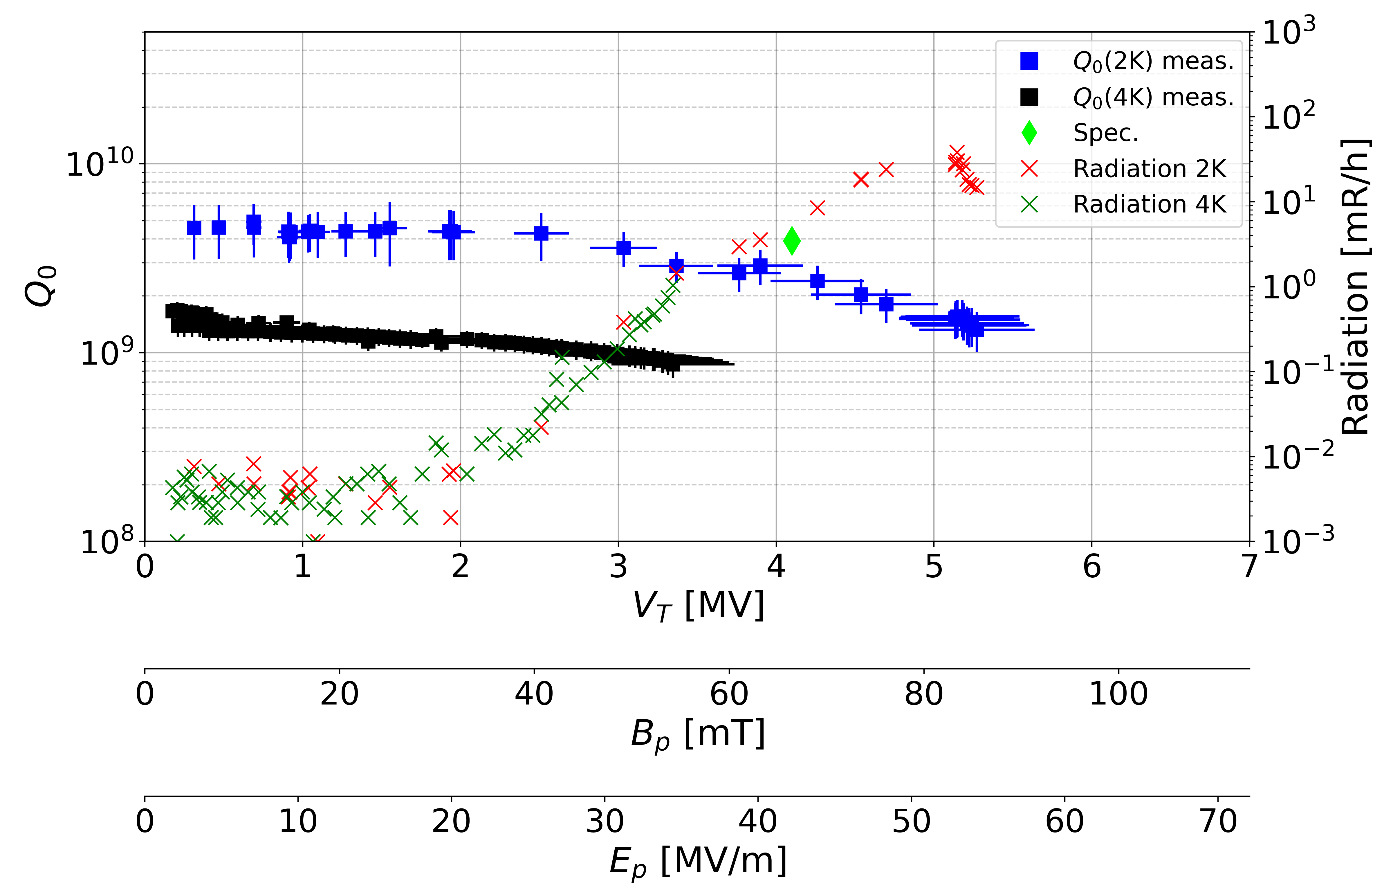 Q₀(2K) meas.
Q₀(4K) meas.
Spec.
Radiation 2K
Radiation 4K
Q₀
10¹⁰
10⁹
10⁸
10³
10²
10¹
10⁰
10⁻¹
10⁻²
10⁻³
Radiation [mR/h]
0 1 2 3 4 5 6 7
V_T [MV]
0 20 40 60 80 100
B_p [mT]
0 10 20 30 40 50 60 70
E_p [MV/m]